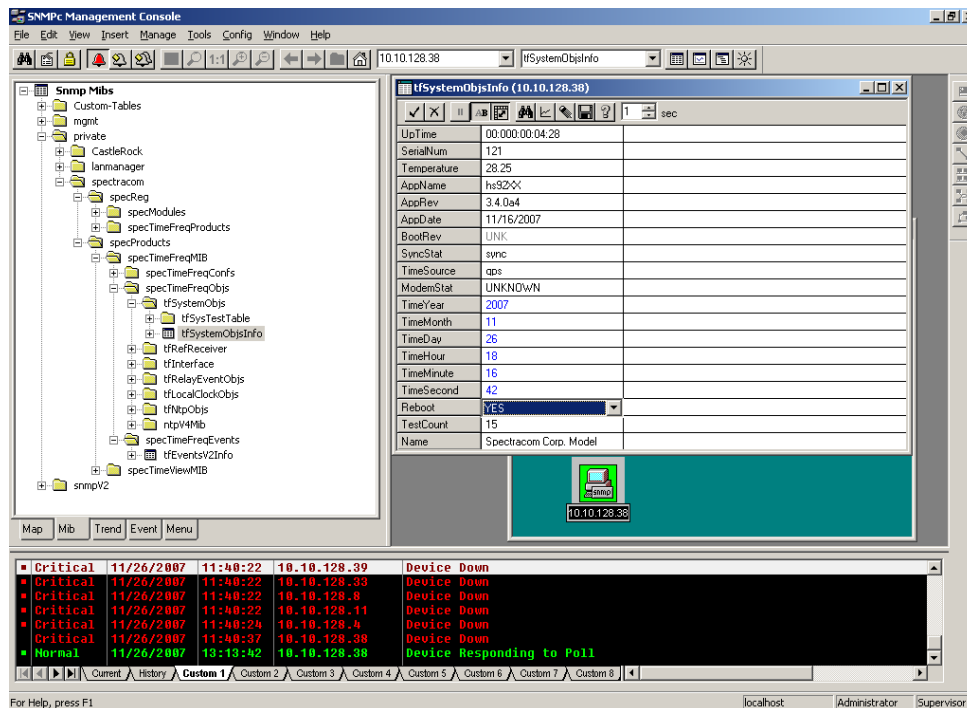 SNMPc Management Console
File Edit View Insert Manage Tools Config Window Help
1:1 10.10.128.38 tfSystemObjsInfo
Snmp Mibs
Custom-Tables
mgmt
private
CastleRock
lanmanager
spectracom
specReg
specModules
specTimeFreqProducts
specProducts
specTimeFreqMIB
specTimeFreqConfs
specTimeFreqObjs
tfSystemObjs
tfSysTestTable
tfSystemObjsInfo
tfRefReceiver
tfInterface
tfRelayEventObjs
tfLocalClockObjs
tfNtpObjs
ntpV4Mib
specTimeFreqEvents
tfEventsV2Info
specTimeViewMIB
snmpV2
Map Mib Trend Event Menu
tfSystemObjsInfo (10.10.128.38)
AB 1 sec
UpTime 00:000:00:04:28
SerialNum 121
Temperature 28.25
AppName hs92XX
AppRev 3.4.0a4
AppDate 11/16/2007
BootRev UNK
SyncStat sync
TimeSource gps
ModemStat UNKNOWN
TimeYear 2007
TimeMonth 11
TimeDay 26
TimeHour 18
TimeMinute 16
TimeSecond 42
Reboot YES
TestCount 15
Name Spectracom Corp. Model
snmp
10.10.128.38
Critical 11/26/2007 11:40:22 10.10.128.39 Device Down
Critical 11/26/2007 11:40:22 10.10.128.33 Device Down
Critical 11/26/2007 11:40:22 10.10.128.8 Device Down
Critical 11/26/2007 11:40:22 10.10.128.11 Device Down
Critical 11/26/2007 11:40:24 10.10.128.4 Device Down
Critical 11/26/2007 11:40:37 10.10.128.38 Device Down
Normal 11/26/2007 13:13:42 10.10.128.38 Device Responding to Poll
Current History Custom 1 Custom 2 Custom 3 Custom 4 Custom 5 Custom 6 Custom 7 Custom 8
For Help, press F1 localhost Administrator Supervisor